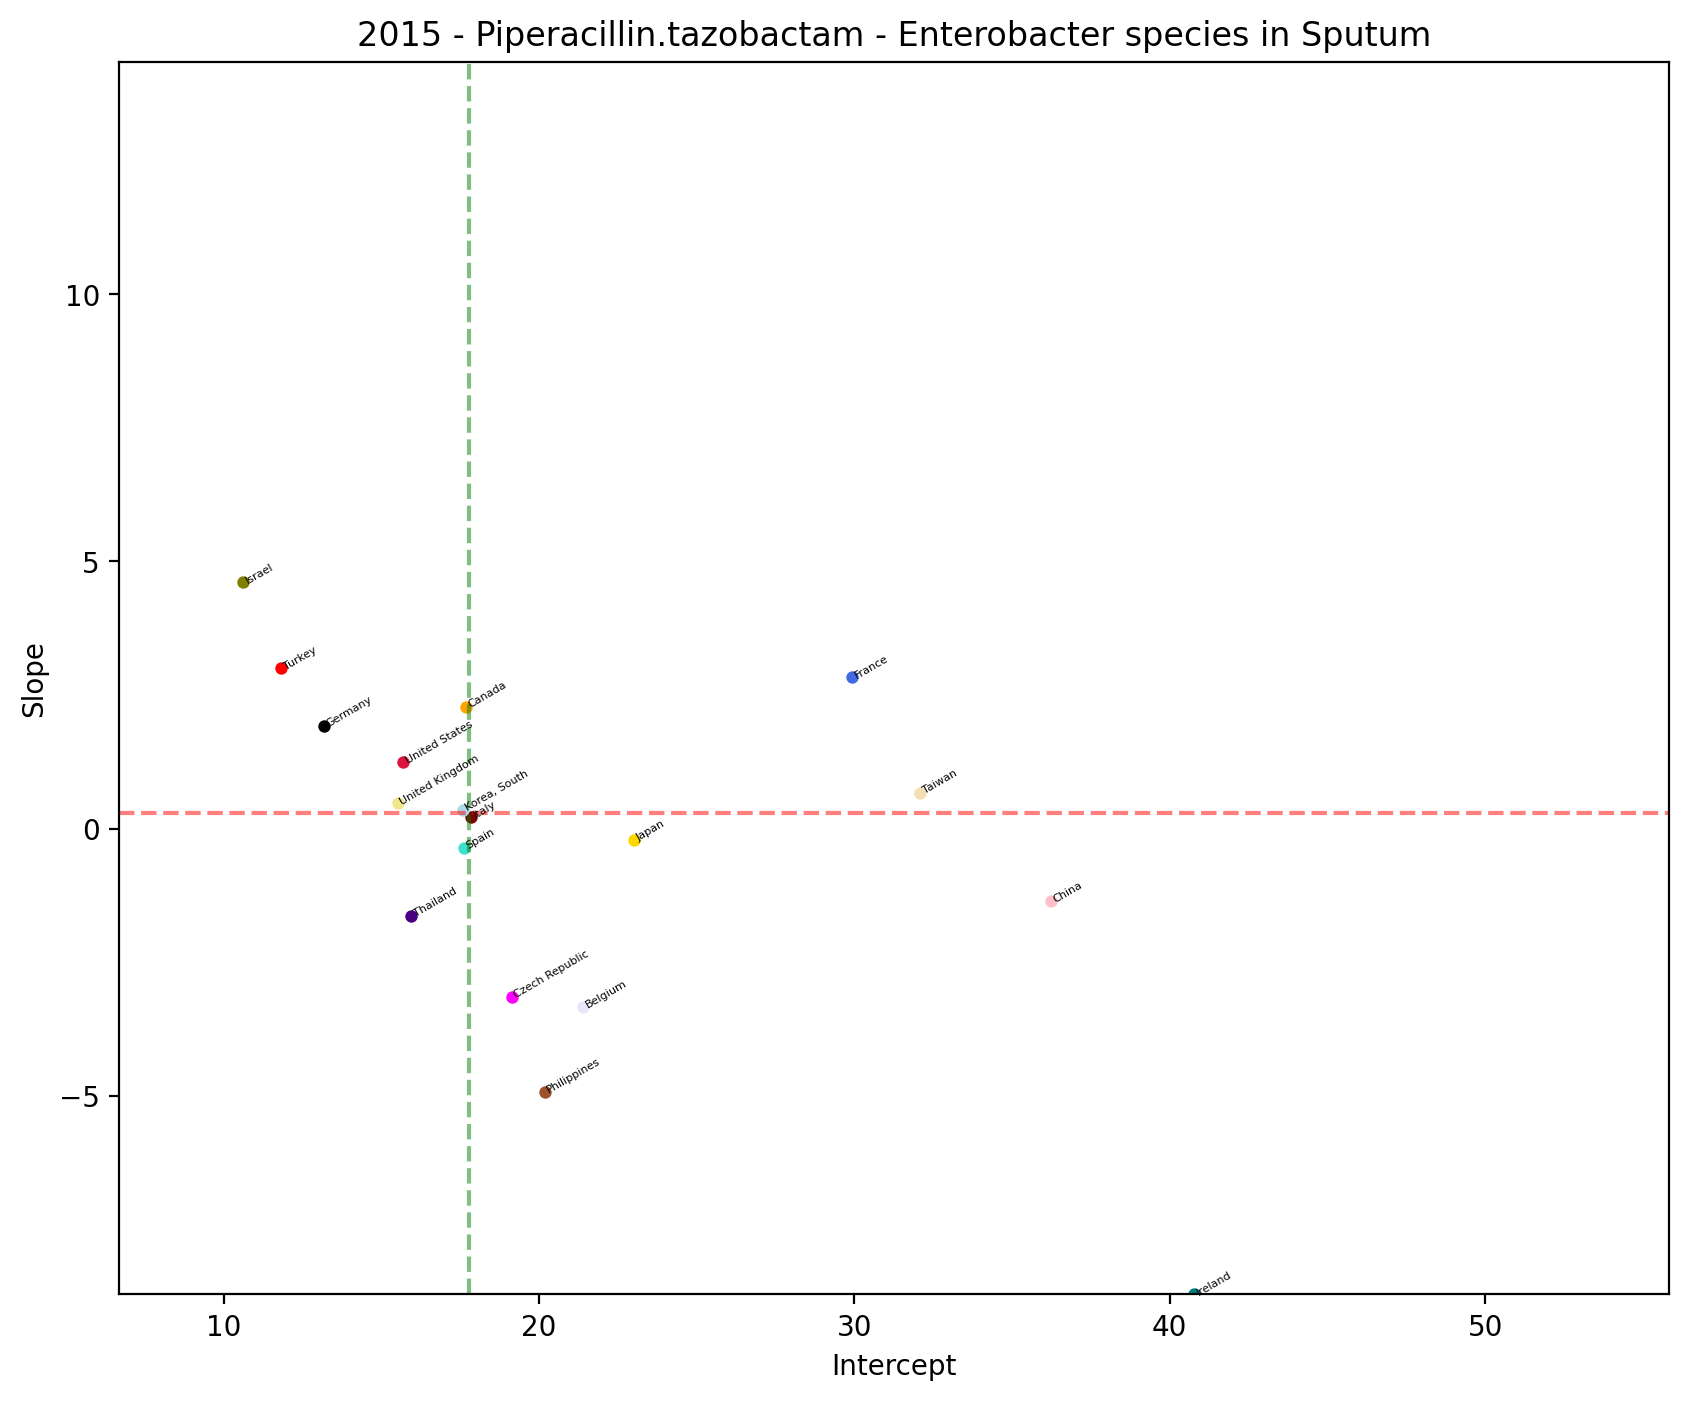 2015 - Piperacillin.tazobactam - Enterobacter species in Sputum
Slope
10
5
0
−5
Israel
Turkey
Germany
Canada
United States
United Kingdom
Korea, South
Italy
Spain
Thailand
Czech Republic
Belgium
Philippines
Japan
France
Taiwan
China
Ireland
10
20
30
40
50
Intercept